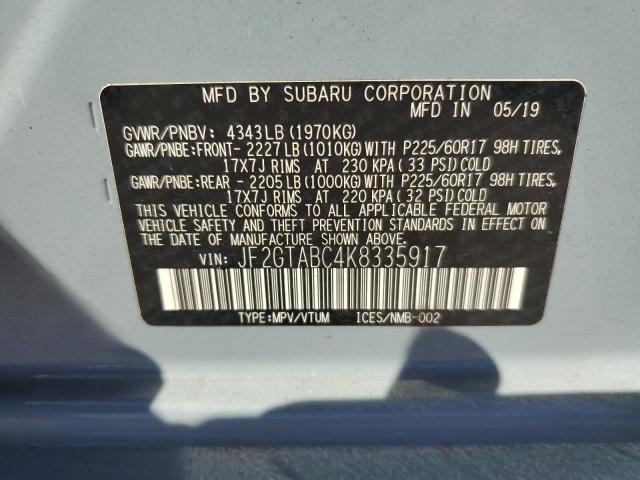 MFD BY SUBARU CORPORATION
MFD IN 05/19
GVWR/PNBV: 4343LB (1970KG)
GAWR/PNBE:FRONT-2227LB (1010KG) WITH P225/60R17 98H TIRES,
17X7J RIMS AT 230 KPA ( 33 PSI) COLD
GAWR/PNBE:REAR - 2205LB (1000KG) WITH P225/60R17 98H TIRES,
17X7J RIMS AT 220 KPA ( 32 PSI) COLD
THIS VEHICLE CONFORMS TO ALL APPLICABLE FEDERAL MOTOR
VEHICLE SAFETY AND THEFT PREVENTION STANDARDS IN EFFECT
ON THE DATE OF MANUFACTURE SHOWN ABOVE.
VIN: JF2GTABC4K8335917
TYPE:MPV/VTUM ICES/NMB-002